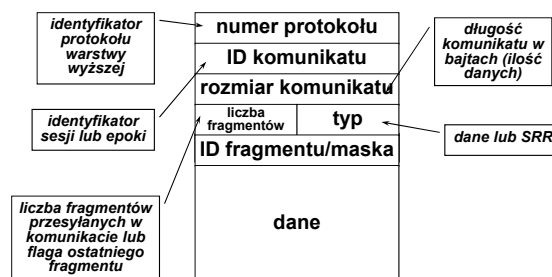 identyfikator
protokołu
warstwy
wyższej
numer protokołu
ID komunikatu
rozmiar komunikatu
długość
komunikatu w
bajtach (ilość
danych)
identyfikator
sesji lub epoki
liczba
fragmentów
typ
dane lub SRR
ID fragmentu/maska
liczba fragmentów
przesyłanych w
komunikacie lub
flaga ostatniego
fragmentu
dane